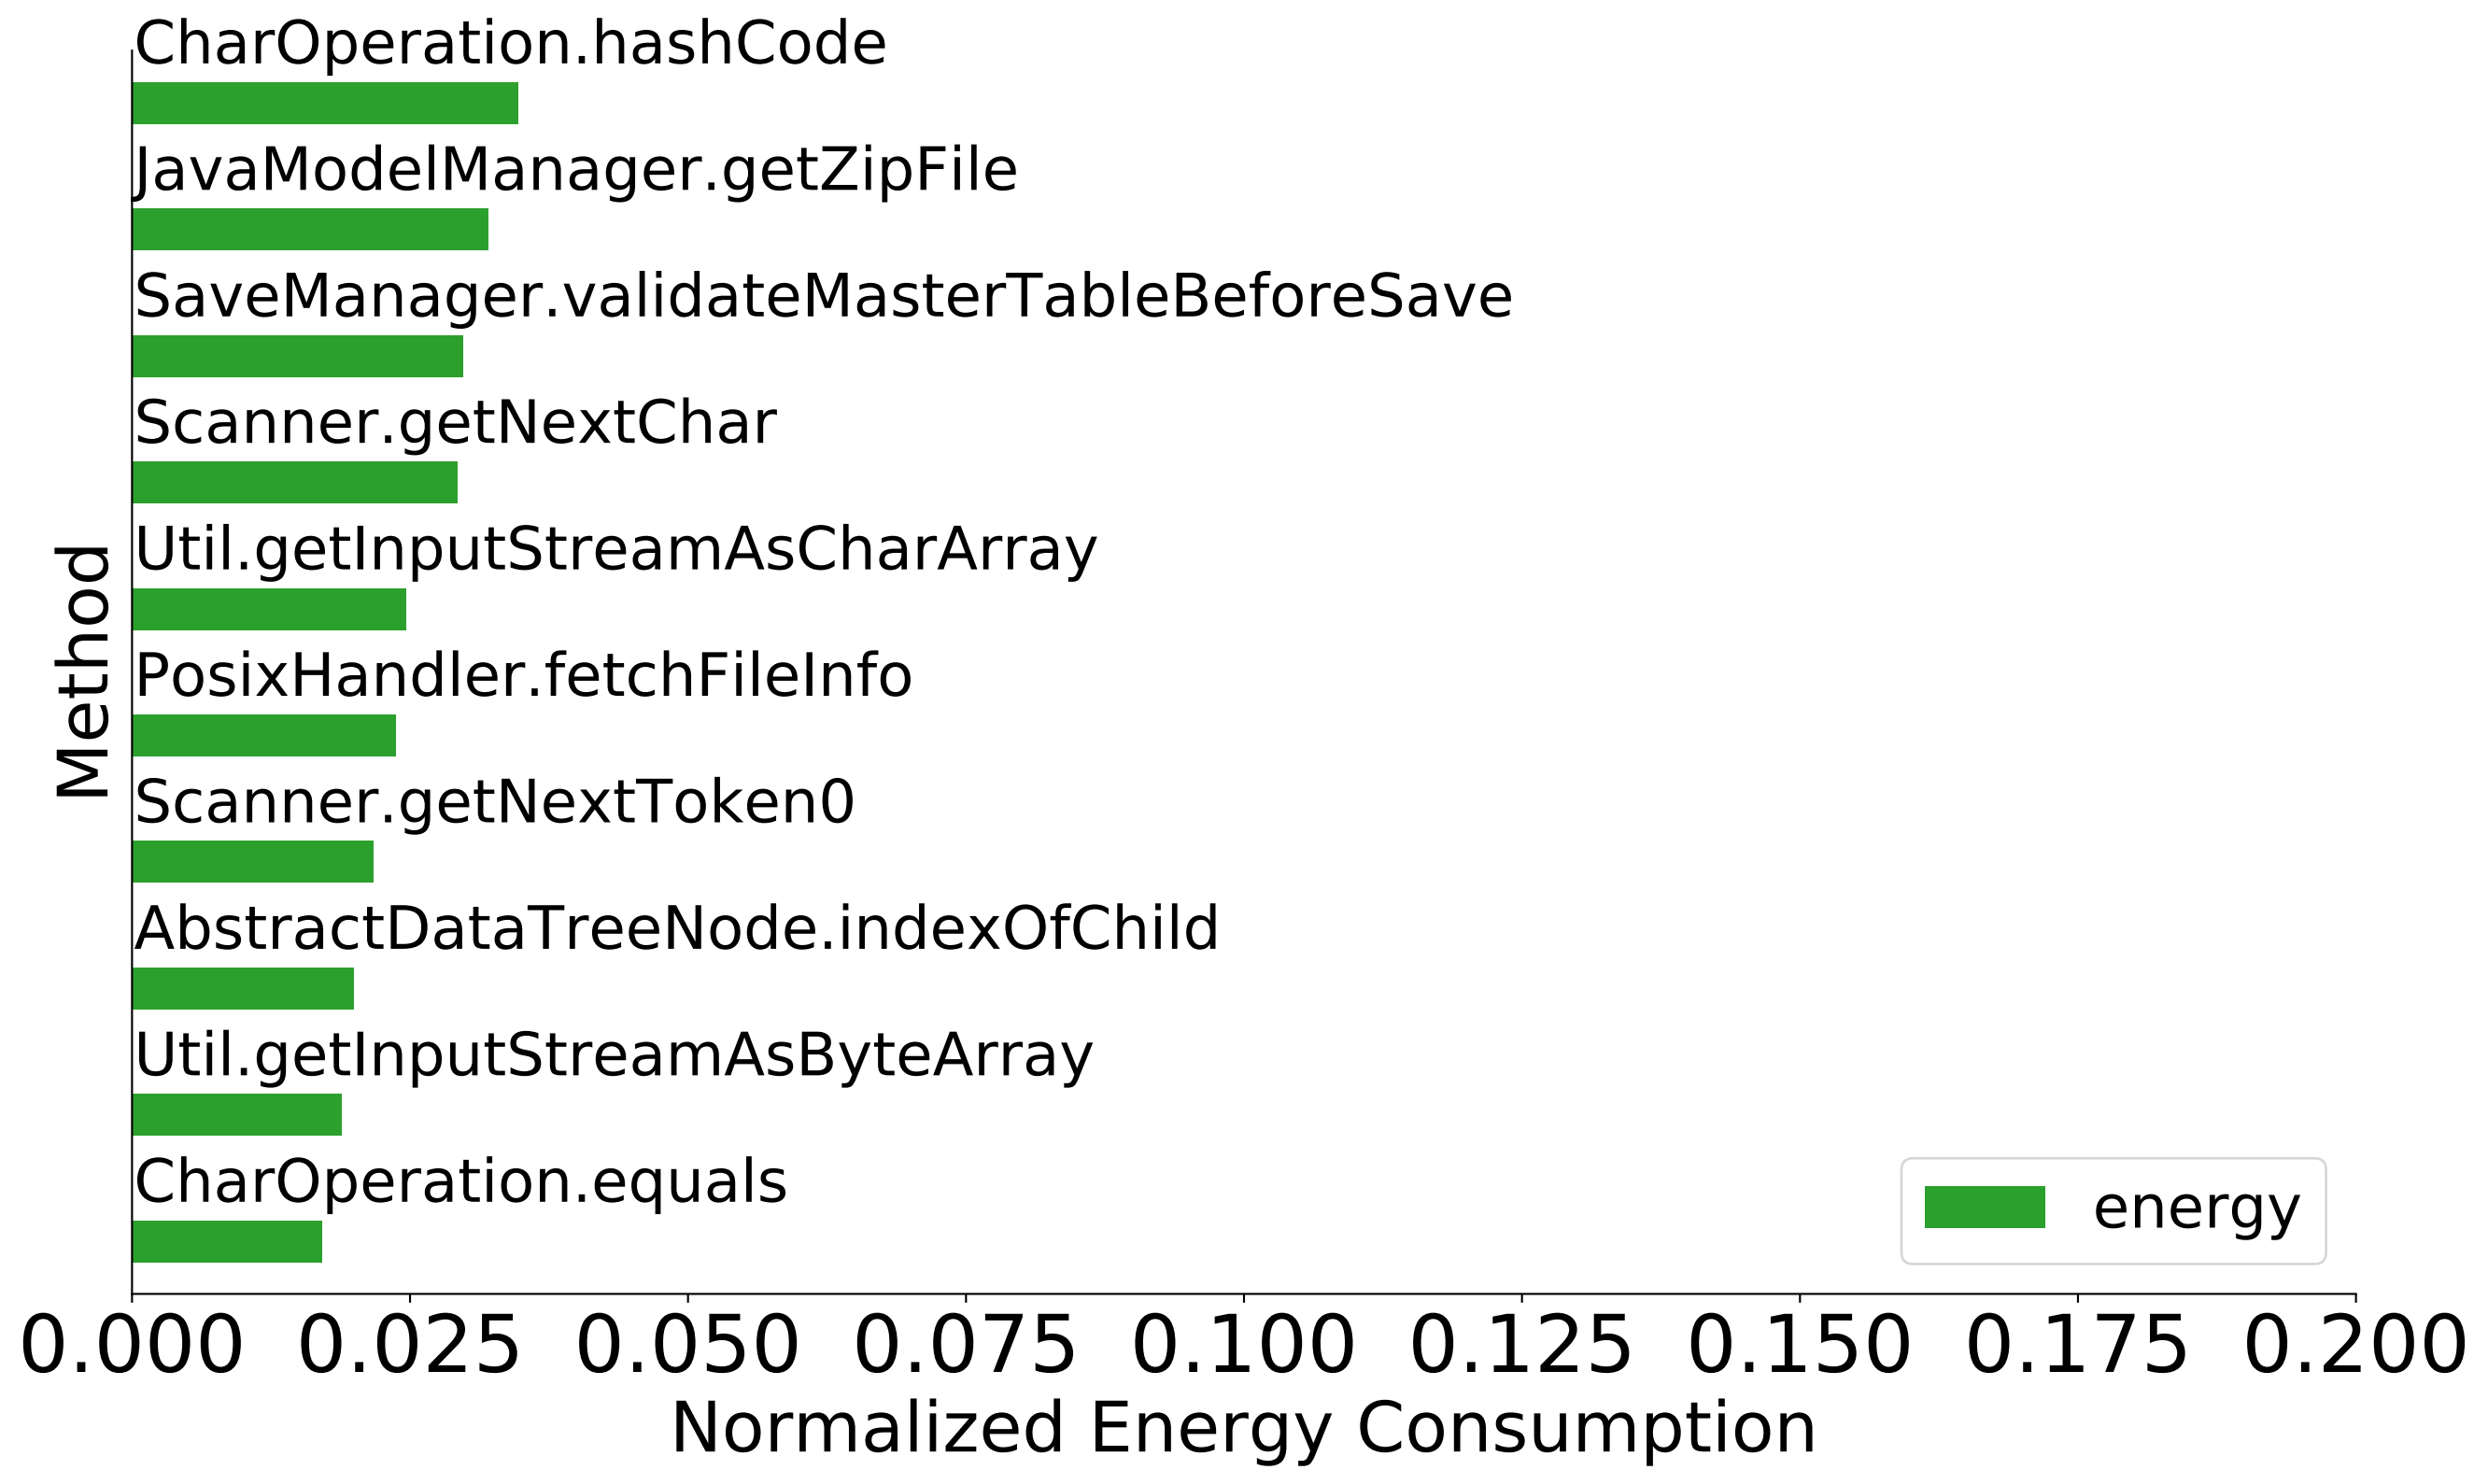 CharOperation.hashCode
JavaModelManager.getZipFile
SaveManager.validateMasterTableBeforeSave
Scanner.getNextChar
Util.getInputStreamAsCharArray
PosixHandler.fetchFileInfo
Scanner.getNextToken0
AbstractDataTreeNode.indexOfChild
Util.getInputStreamAsByteArray
CharOperation.equals
Method
energy
0.000 0.025 0.050 0.075 0.100 0.125 0.150 0.175 0.200
Normalized Energy Consumption